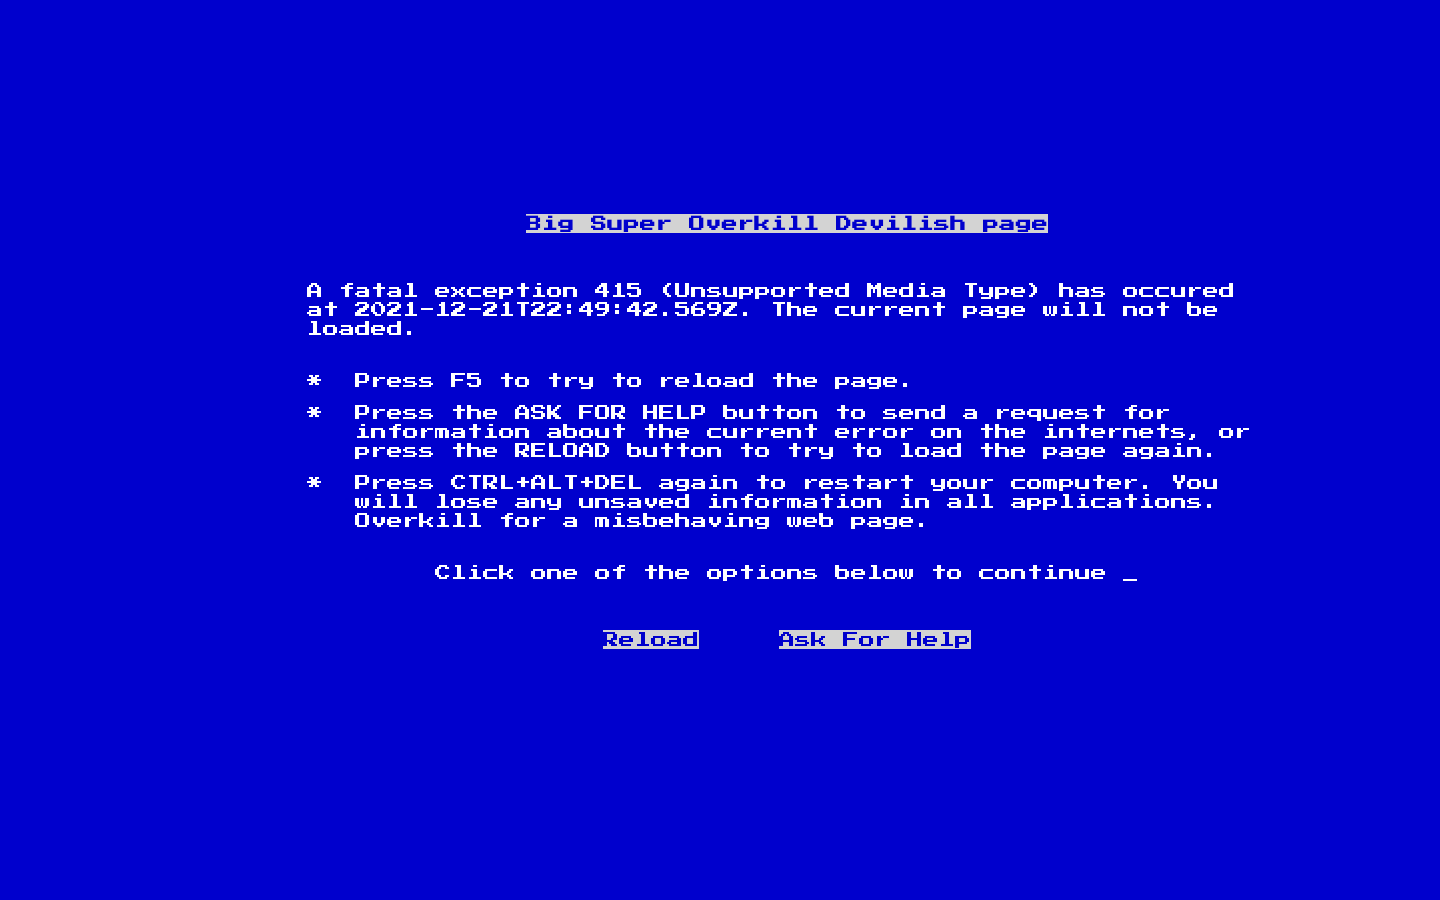 Big Super Overkill Devilish page
A fatal exception 415 (Unsupported Media Type) has occured
at 2021-12-21T22:49:42.569Z. The current page will not be
loaded.
* Press F5 to try to reload the page.
* Press the ASK FOR HELP button to send a request for
information about the current error on the internets, or
press the RELOAD button to try to load the page again.
* Press CTRL+ALT+DEL again to restart your computer. You
will lose any unsaved information in all applications.
Overkill for a misbehaving web page.
Click one of the options below to continue _
Reload Ask For Help